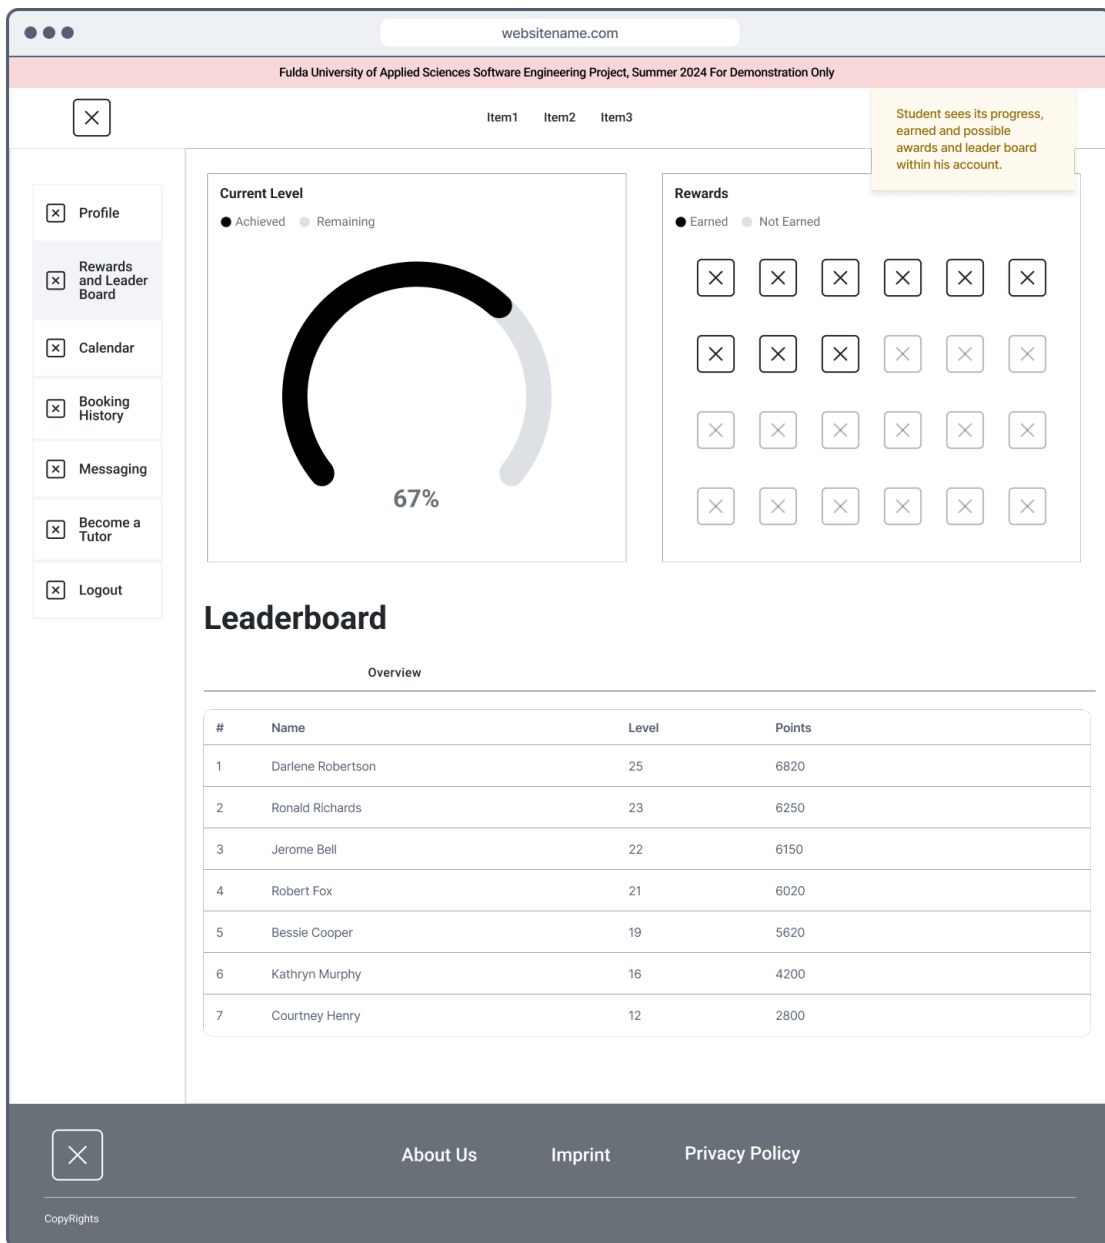 websitename.com
Fulda University of Applied Sciences Software Engineering Project, Summer 2024 For Demonstration Only
Item1 Item2 Item3
Student sees its progress,
earned and possible
awards and leader board
within his account.
Profile
Rewards
and Leader
Board
Calendar
Booking
History
Messaging
Become a
Tutor
Logout
Current Level
Achieved Remaining
67%
Rewards
Earned Not Earned
Leaderboard
Overview
# Name Level Points
1 Darlene Robertson 25 6820
2 Ronald Richards 23 6250
3 Jerome Bell 22 6150
4 Robert Fox 21 6020
5 Bessie Cooper 19 5620
6 Kathryn Murphy 16 4200
7 Courtney Henry 12 2800
About Us Imprint Privacy Policy
CopyRights